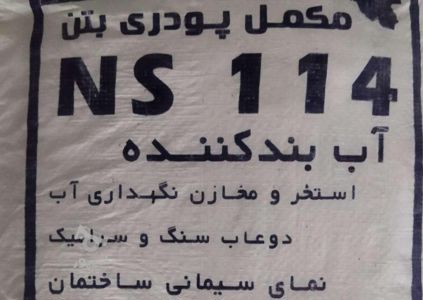 مکمل پودری بتن
NS 114
آب بندکننده
استخر و مخازن نگهداری آب
دوغاب سنگ و سرامیک
نمای سیمانی ساختمان